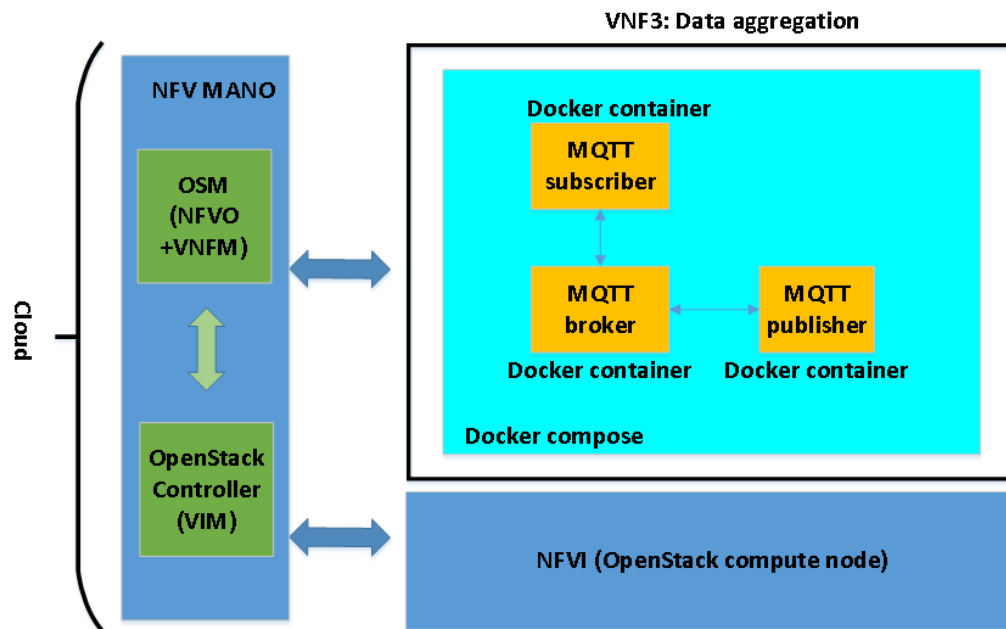 VNF3: Data aggregation
NFV MANO
OSM
(NFVO
+VNFM)
OpenStack
Controller
(VIM)
Cloud
Docker container
MQTT
subscriber
MQTT
broker
Docker container
MQTT
publisher
Docker container
Docker compose
NFVI (OpenStack compute node)